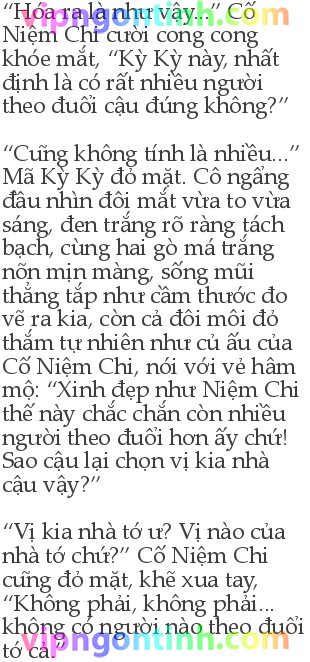 “Hóa ra là như vậy...” Cố
vipngontinh.com
Niệm Chi cười cong cong
khóe mắt, “Kỳ Kỳ này, nhất
định là có rất nhiều người
theo đuổi cậu đúng không?”
“Cũng không tính là nhiều...”
Mã Kỳ Kỳ đỏ mặt. Cô ngẩng
đầu nhìn đôi mắt vừa to vừa
sáng, đen trắng rõ ràng tách
bạch, cùng hai gò má trắng
nõn mịn màng, sống mũi
thẳng tắp như cầm thước đo
vẽ ra kia, còn cả đôi môi đỏ
thắm tự nhiên như củ ấu của
Cố Niệm Chi, nói với vẻ hâm
mộ: “Xinh đẹp như Niệm Chi
thế này chắc chắn còn nhiều
người theo đuổi hơn ấy chứ!
Sao cậu lại chọn vị kia nhà
cậu vậy?”
“Vị kia nhà tớ ư? Vị nào của
nhà tớ chứ?” Cố Niệm Chi
cũng đỏ mặt, khẽ xua tay,
“Không phải, không phải...
không có người nào theo đuổi
vipngontinh.com
tớ cả.”